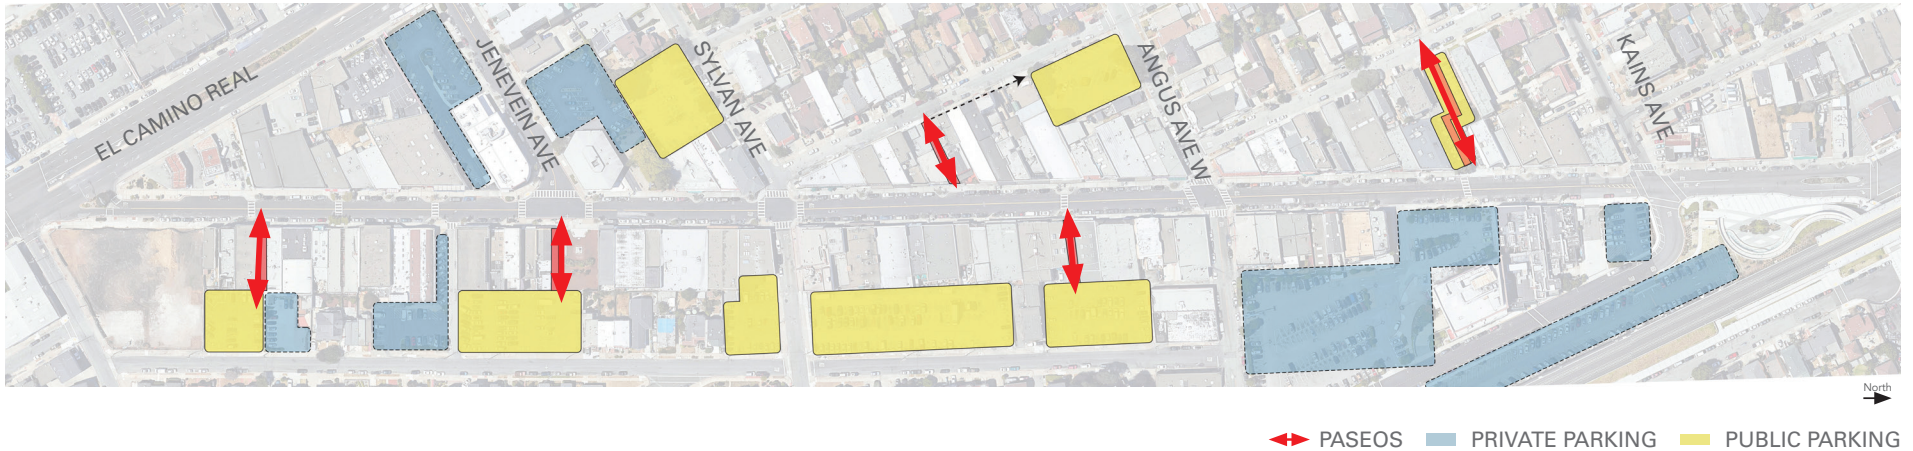 EL CAMINO REAL
JENEVEIN AVE
SYLVAN AVE
ANGUS AVE W
KAINS AVE
North
PASEOS
PRIVATE PARKING
PUBLIC PARKING